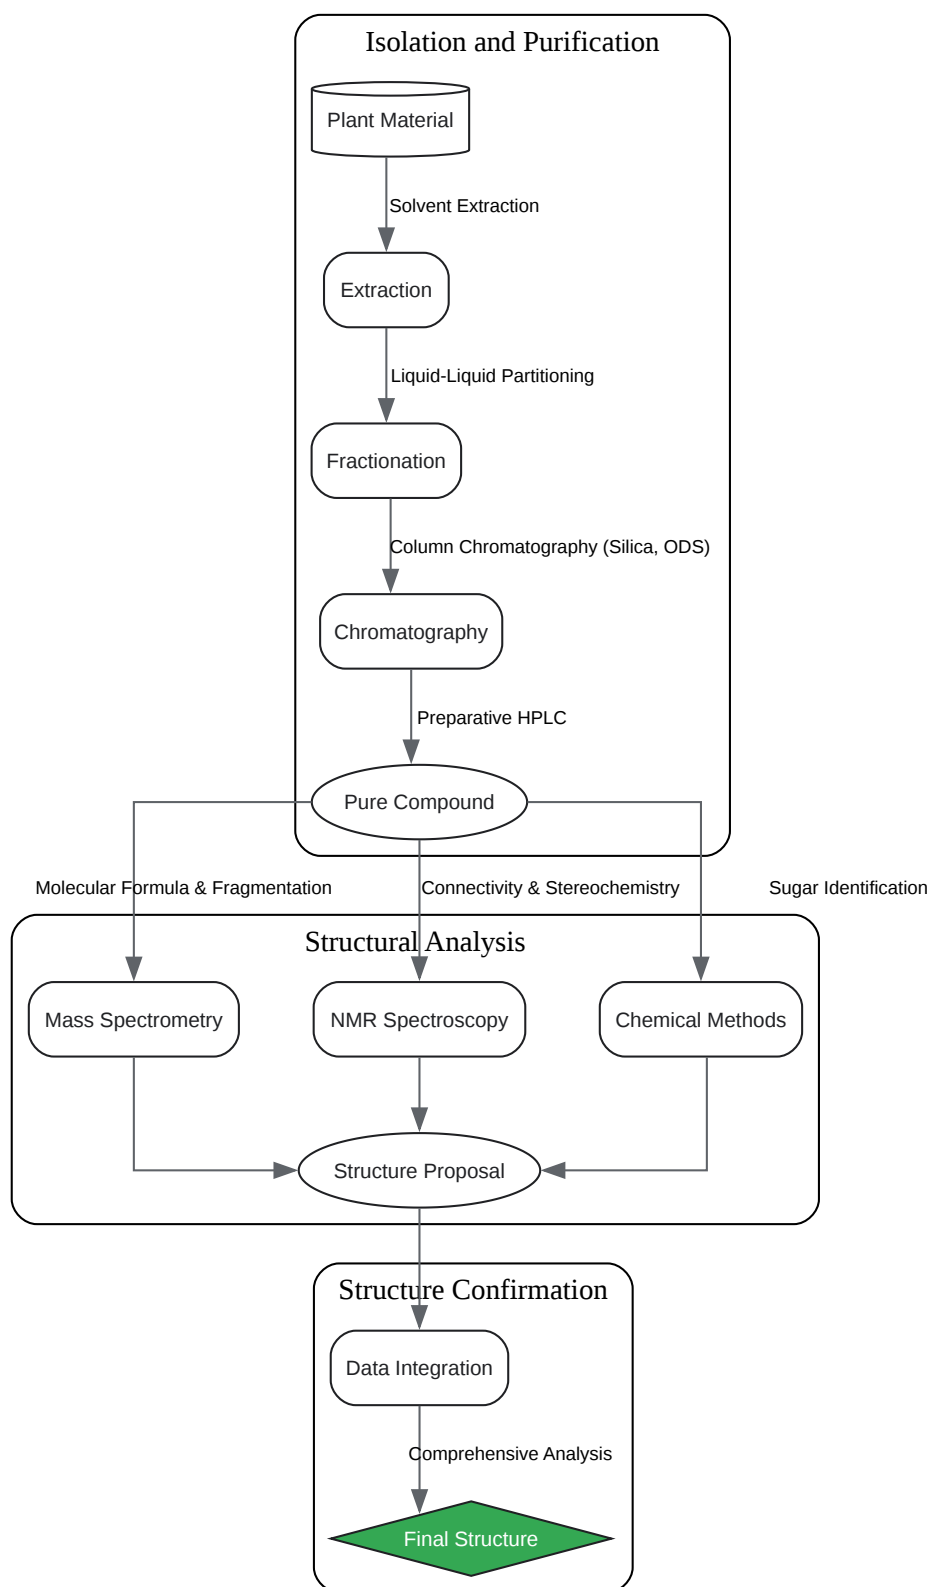 Isolation and Purification
Plant Material
Solvent Extraction
Extraction
Liquid-Liquid Partitioning
Fractionation
Column Chromatography (Silica, ODS)
Chromatography
Preparative HPLC
Pure Compound
Molecular Formula & Fragmentation
Connectivity & Stereochemistry
Sugar Identification
Structural Analysis
Mass Spectrometry
NMR Spectroscopy
Chemical Methods
Structure Proposal
Structure Confirmation
Data Integration
Comprehensive Analysis
Final Structure